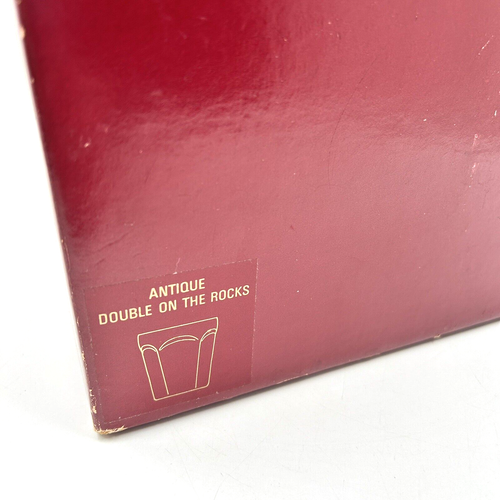 ANTIQUE
DOUBLE ON THE ROCKS